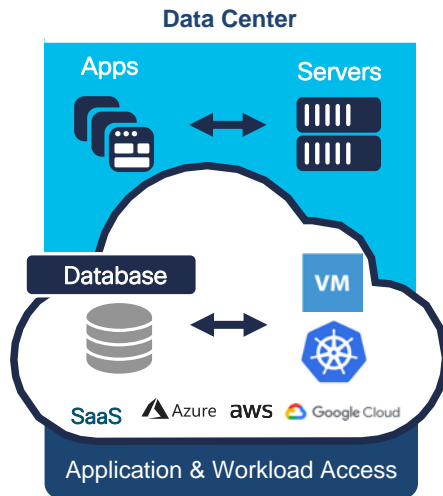 Data Center
Apps
Servers
Database
VM
SaaS
Azure
aws
Google Cloud
Application & Workload Access